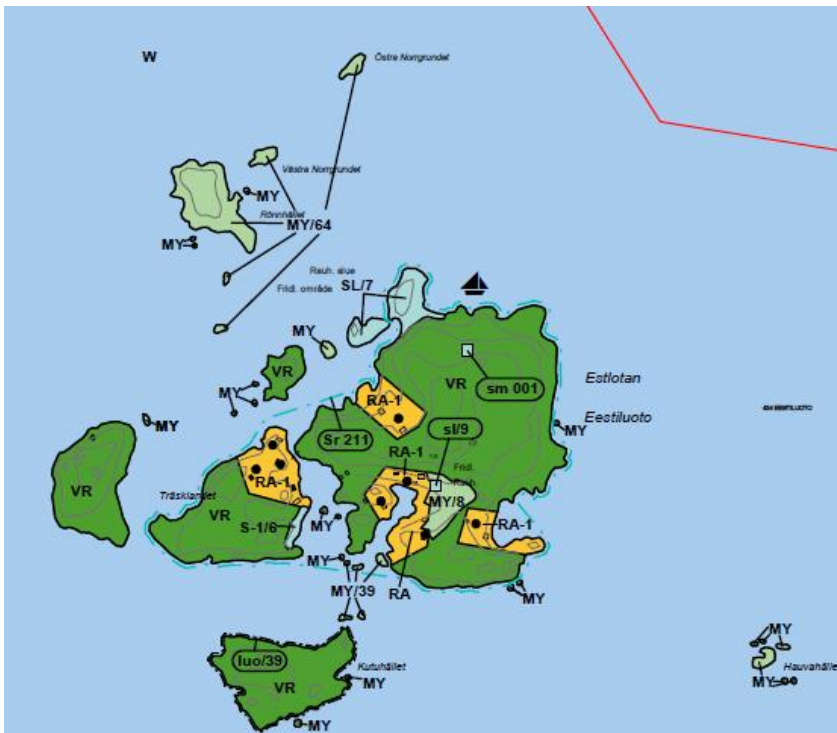 Östre Norrgrundet
W
Västra Norrgrundet
MY
Rönnhället
MY/64
MY
Rauh. alue
Fridl. område
SL/7
MY
VR
MY
VR
sm 001
Estlotan
Eestiluoto
RA-1
MY
Sr 211
sl/9
MY
RA-1
Fridl.
Rauh.
RA-1
MY/8
VR
Träsklandet
VR
S-1/6
MY
RA-1
MY
MY/39
RA
MY
luo/39
VR
Kutuhället
MY
MY
MY
MY
Hauvahället